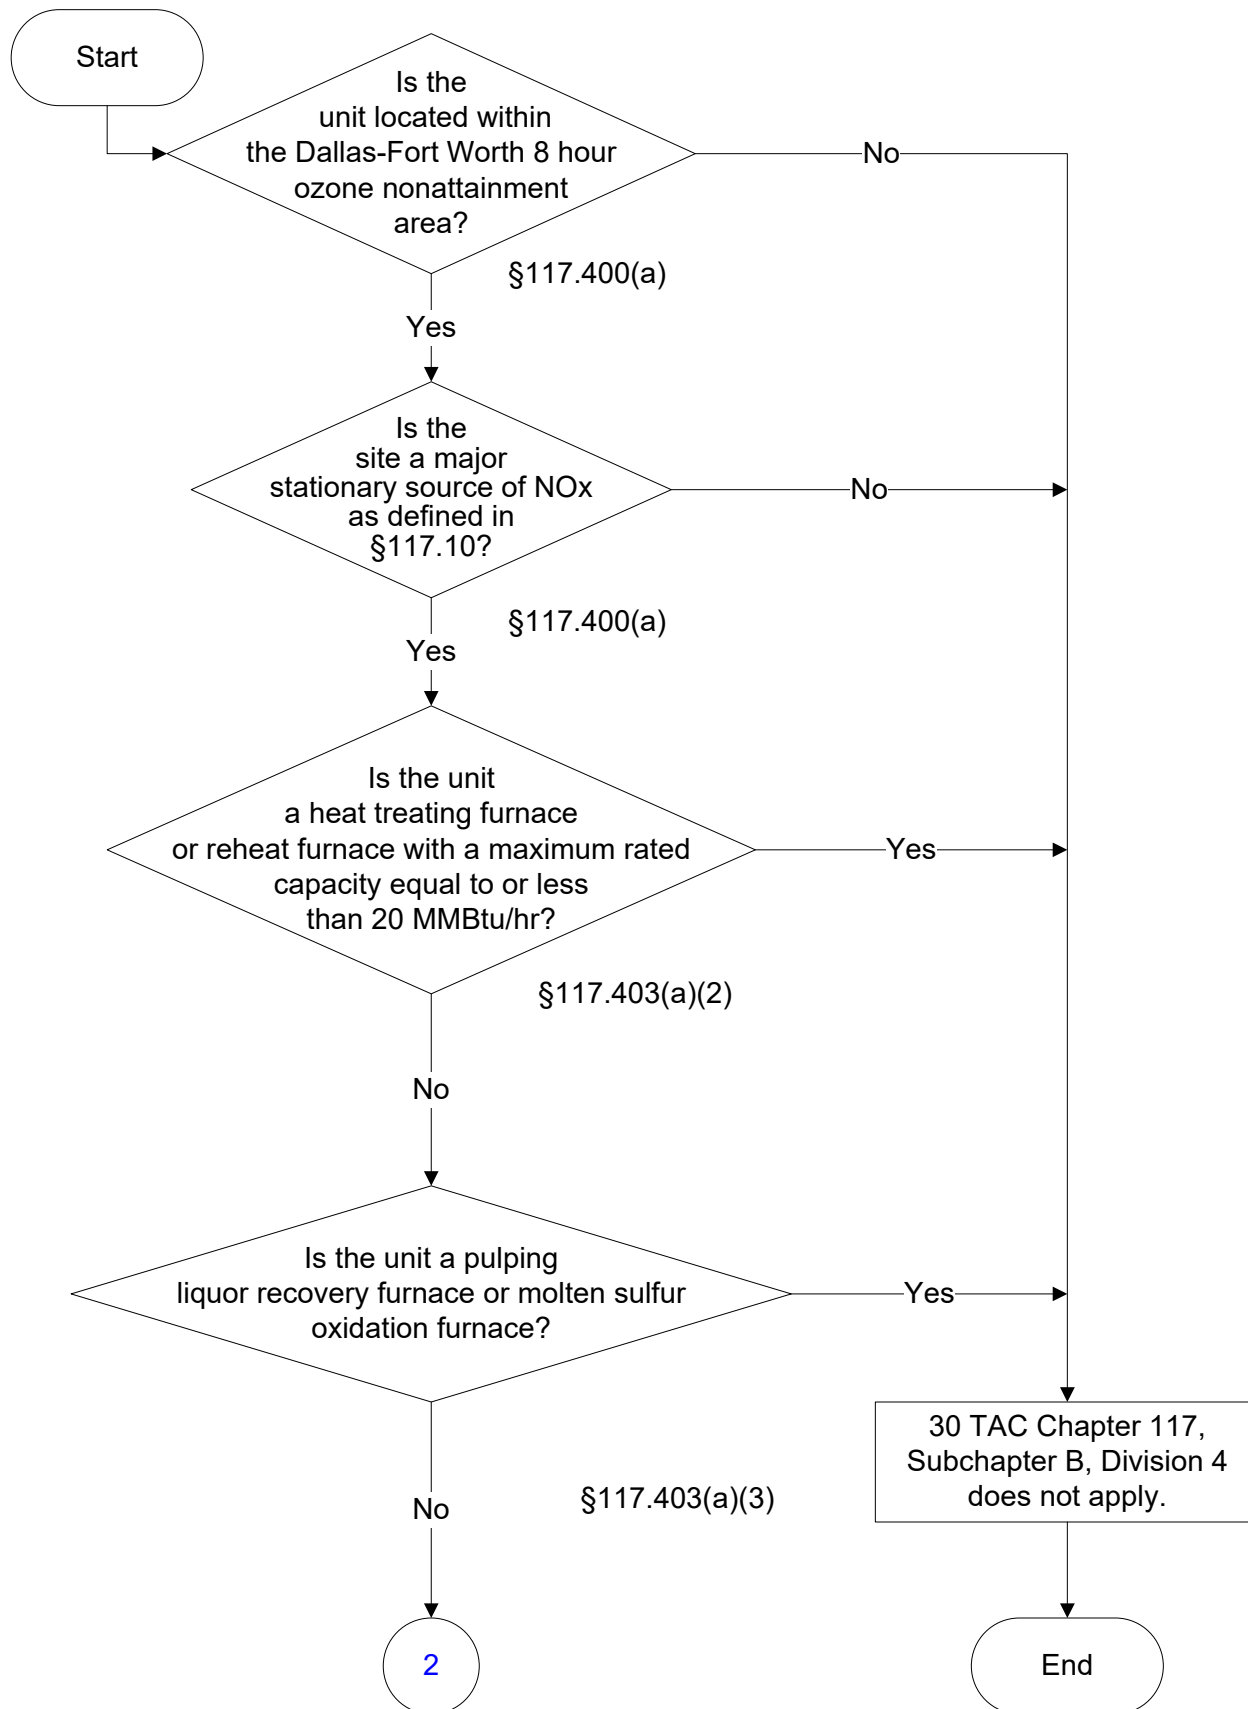 Start
Is the
unit located within
the Dallas-Fort Worth 8 hour
ozone nonattainment
area?
No
§117.400(a)
Yes
Is the
site a major
stationary source of NOx
as defined in
§117.10?
No
§117.400(a)
Yes
Is the unit
a heat treating furnace
or reheat furnace with a maximum rated
capacity equal to or less
than 20 MMBtu/hr?
Yes
§117.403(a)(2)
No
Is the unit a pulping
liquor recovery furnace or molten sulfur
oxidation furnace?
Yes
30 TAC Chapter 117,
Subchapter B, Division 4
does not apply.
§117.403(a)(3)
No
2
End